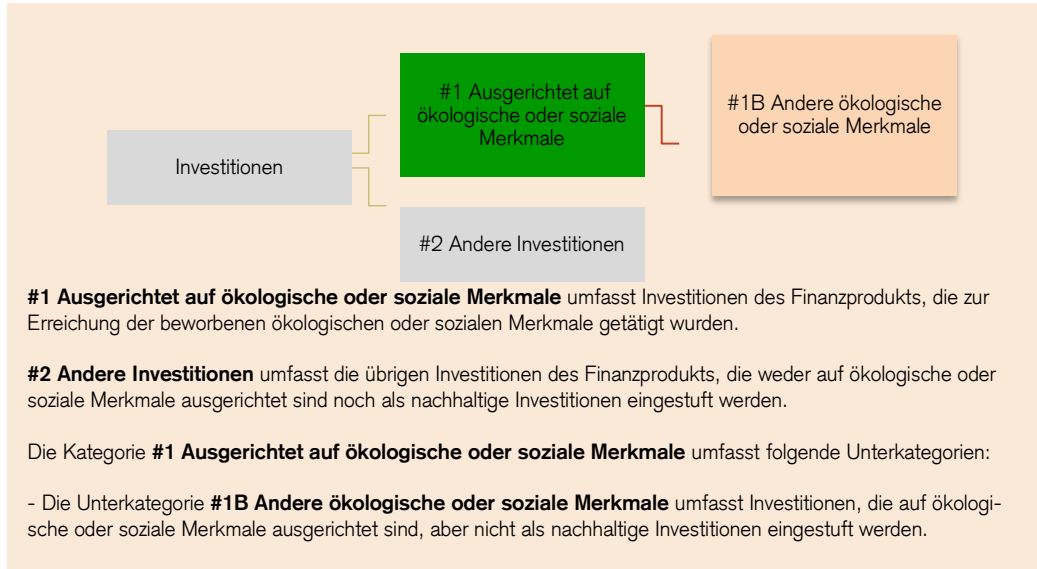 #1 Ausgerichtet auf
ökologische oder soziale
Merkmale
#1B Andere ökologische
oder soziale Merkmale
Investitionen
#2 Andere Investitionen
#1 Ausgerichtet auf ökologische oder soziale Merkmale umfasst Investitionen des Finanzprodukts, die zur
Erreichung der beworbenen ökologischen oder sozialen Merkmale getätigt wurden.
#2 Andere Investitionen umfasst die übrigen Investitionen des Finanzprodukts, die weder auf ökologische oder
soziale Merkmale ausgerichtet sind noch als nachhaltige Investitionen eingestuft werden.
Die Kategorie #1 Ausgerichtet auf ökologische oder soziale Merkmale umfasst folgende Unterkategorien:
- Die Unterkategorie #1B Andere ökologische oder soziale Merkmale umfasst Investitionen, die auf ökologi-
sche oder soziale Merkmale ausgerichtet sind, aber nicht als nachhaltige Investitionen eingestuft werden.